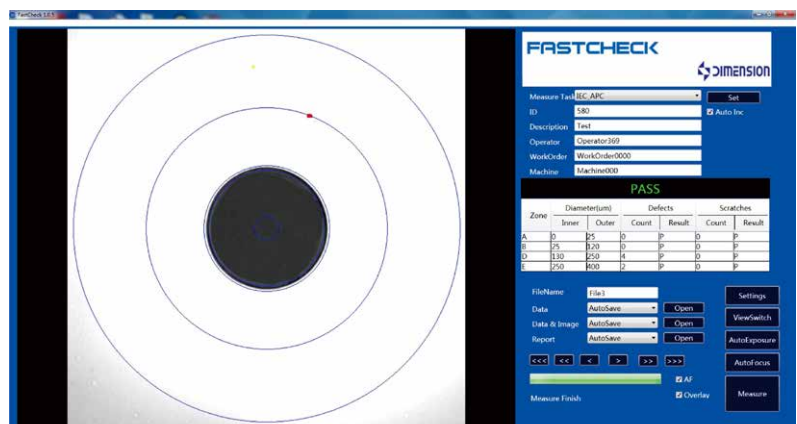 FastCheck 1.0.5
FASTCHECK
DIMENSION
Measure Task IEC_APC Set
ID 580 Auto Inc
Description Test
Operator Operator369
WorkOrder WorkOrder0000
Machine Machine000
PASS
Zone Diameter(um) Defects Scratches
Inner Outer Count Result Count Result
A 0 25 0 P 0 P
B 25 120 0 P 0 P
D 130 250 4 P 0 P
E 250 400 2 P 0 P
FileName File3 Settings
Data AutoSave Open
ViewSwitch
Data & Image AutoSave Open
Report AutoSave Open AutoExposure
<<< << < > >> >>> AutoFocus
AF
Measure Finish Overlay Measure